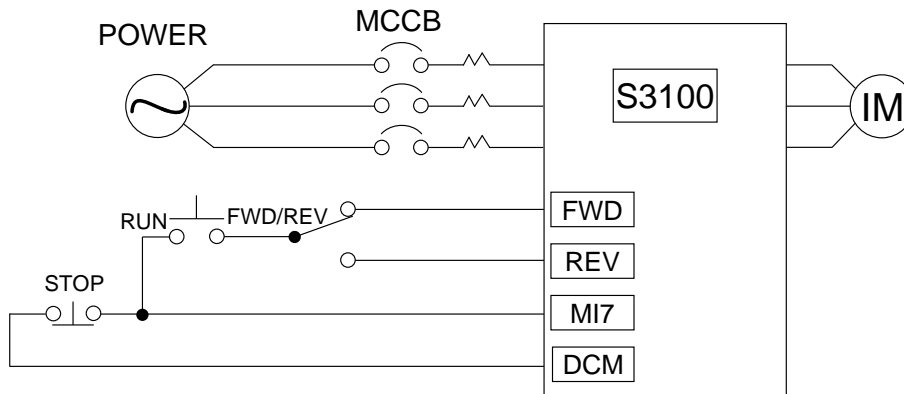 POWER
MCCB
S3100
IM
RUN
FWD/REV
FWD
REV
STOP
MI7
DCM